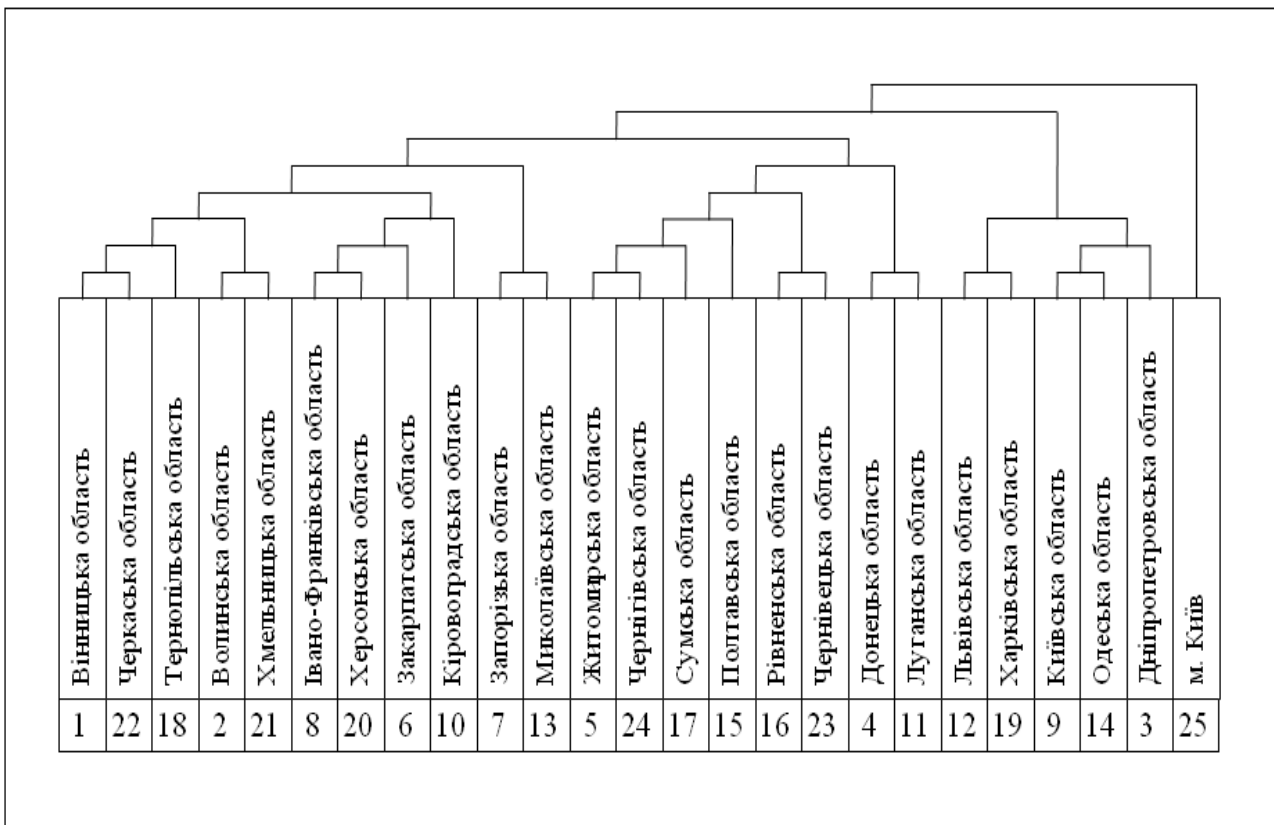 Вінницька область
Черкаська область
Тернопільська область
Волинська область
Хмельницька область
Івано-Франківська область
Херсонська область
Закарпатська область
Кіровоградська область
Запорізька область
Миколаївська область
Житомирська область
Чернігівська область
Сумська область
Полтавська область
Рівненська область
Чернівецька область
Донецька область
Луганська область
Львівська область
Харківська область
Київська область
Одеська область
Дніпропетровська область
м. Київ
1 22 18 2 21 8 20 6 10 7 13 5 24 17 15 16 23 4 11 12 19 9 14 3 25